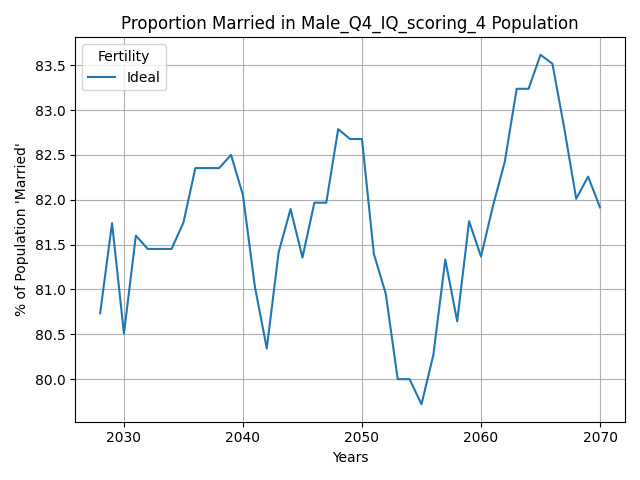 Proportion Married in Male_Q4_IQ_scoring_4 Population
Fertility
Ideal
83.5
83.0
82.5
82.0
81.5
81.0
80.5
80.0
% of Population 'Married'
2030 2040 2050 2060 2070
Years